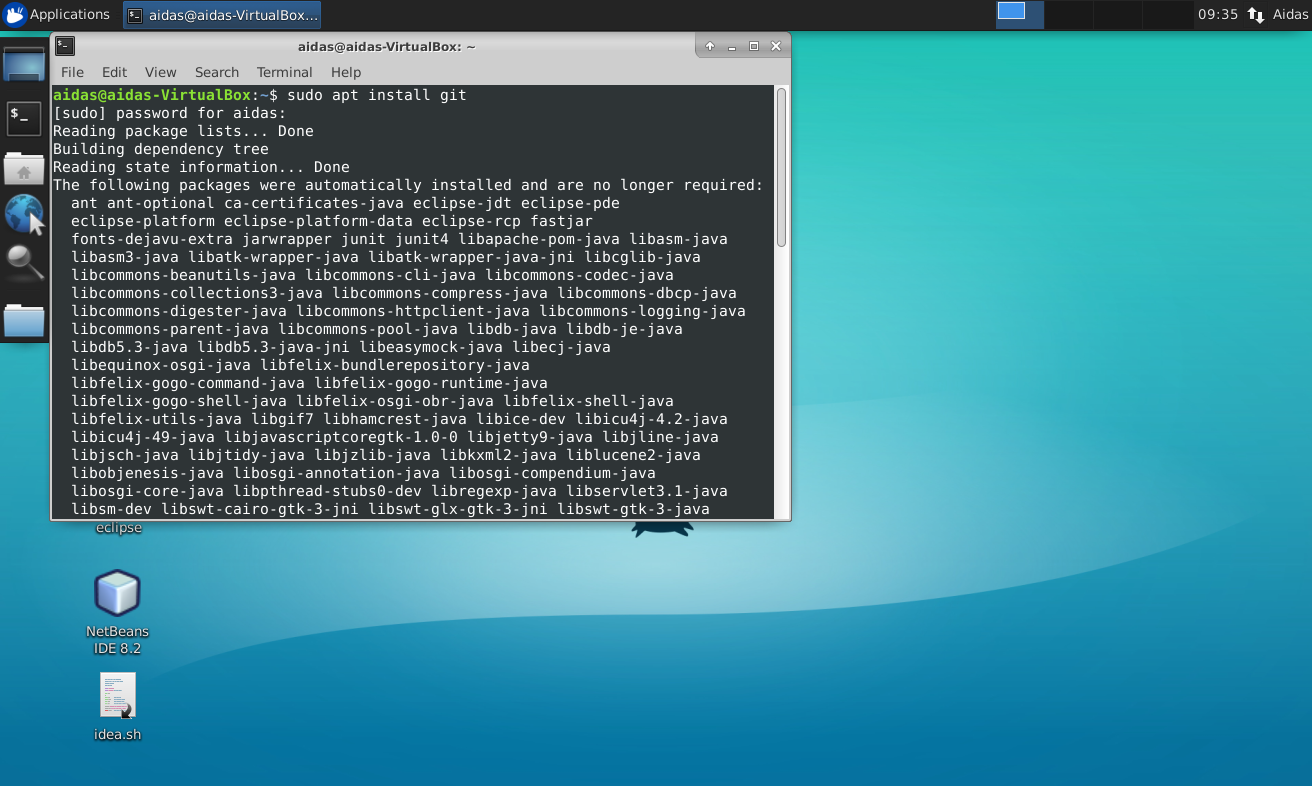 Applications
aidas@aidas-VirtualBox...
09:35
Aidas
aidas@aidas-VirtualBox: ~
File Edit View Search Terminal Help
aidas@aidas-VirtualBox:~$ sudo apt install git
[sudo] password for aidas:
Reading package lists... Done
Building dependency tree
Reading state information... Done
The following packages were automatically installed and are no longer required:
ant ant-optional ca-certificates-java eclipse-jdt eclipse-pde
eclipse-platform eclipse-platform-data eclipse-rcp fastjar
fonts-dejavu-extra jarwrapper junit junit4 libapache-pom-java libasm-java
libasm3-java libatk-wrapper-java libatk-wrapper-java-jni libcglib-java
libcommons-beanutils-java libcommons-cli-java libcommons-codec-java
libcommons-collections3-java libcommons-compress-java libcommons-dbcp-java
libcommons-digester-java libcommons-httpclient-java libcommons-logging-java
libcommons-parent-java libcommons-pool-java libdb-java libdb-je-java
libdb5.3-java libdb5.3-java-jni libeasymock-java libecj-java
libequinox-osgi-java libfelix-bundlerepository-java
libfelix-gogo-command-java libfelix-gogo-runtime-java
libfelix-gogo-shell-java libfelix-osgi-obr-java libfelix-shell-java
libfelix-utils-java libgif7 libhamcrest-java libice-dev libicu4j-4.2-java
libicu4j-49-java libjavascriptcoregtk-1.0-0 libjetty9-java libjline-java
libjsch-java libjtidy-java libjzlib-java libkxml2-java liblucene2-java
libobjenesis-java libosgi-annotation-java libosgi-compendium-java
libosgi-core-java libpthread-stubs0-dev libregexp-java libservlet3.1-java
libsm-dev libswt-cairo-gtk-3-jni libswt-glx-gtk-3-jni libswt-gtk-3-java
eclipse
NetBeans
IDE 8.2
idea.sh